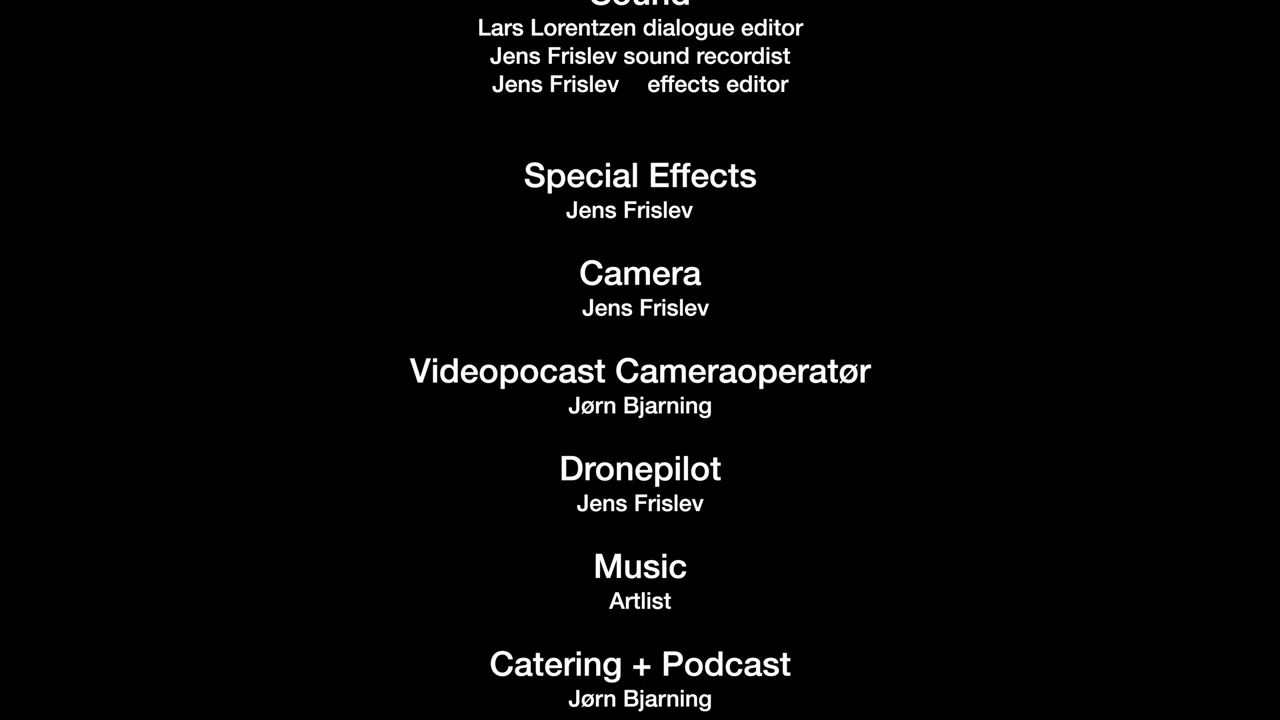 Sound
Lars Lorentzen dialogue editor
Jens Frislev sound recordist
Jens Frislev effects editor
Special Effects
Jens Frislev
Camera
Jens Frislev
Videopocast Cameraoperatør
Jørn Bjarning
Dronepilot
Jens Frislev
Music
Artlist
Catering + Podcast
Jørn Bjarning